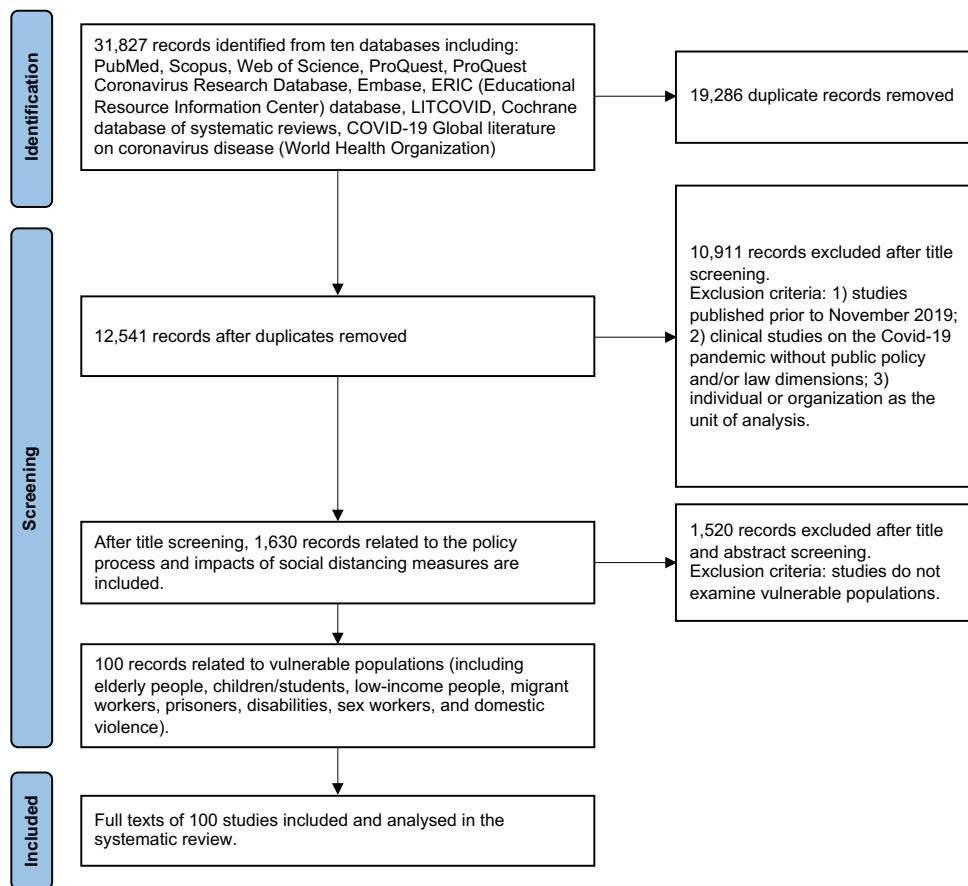 Identification
31,827 records identified from ten databases including:
PubMed, Scopus, Web of Science, ProQuest, ProQuest
Coronavirus Research Database, Embase, ERIC (Educational
Resource Information Center) database, LITCOVID, Cochrane
database of systematic reviews, COVID-19 Global literature
on coronavirus disease (World Health Organization)
19,286 duplicate records removed
Screening
12,541 records after duplicates removed
10,911 records excluded after title
screening.
Exclusion criteria: 1) studies
published prior to November 2019;
2) clinical studies on the Covid-19
pandemic without public policy
and/or law dimensions; 3)
individual or organization as the
unit of analysis.
After title screening, 1,630 records related to the policy
process and impacts of social distancing measures are
included.
1,520 records excluded after title
and abstract screening.
Exclusion criteria: studies do not
examine vulnerable populations.
100 records related to vulnerable populations (including
elderly people, children/students, low-income people, migrant
workers, prisoners, disabilities, sex workers, and domestic
violence).
Included
Full texts of 100 studies included and analysed in the
systematic review.